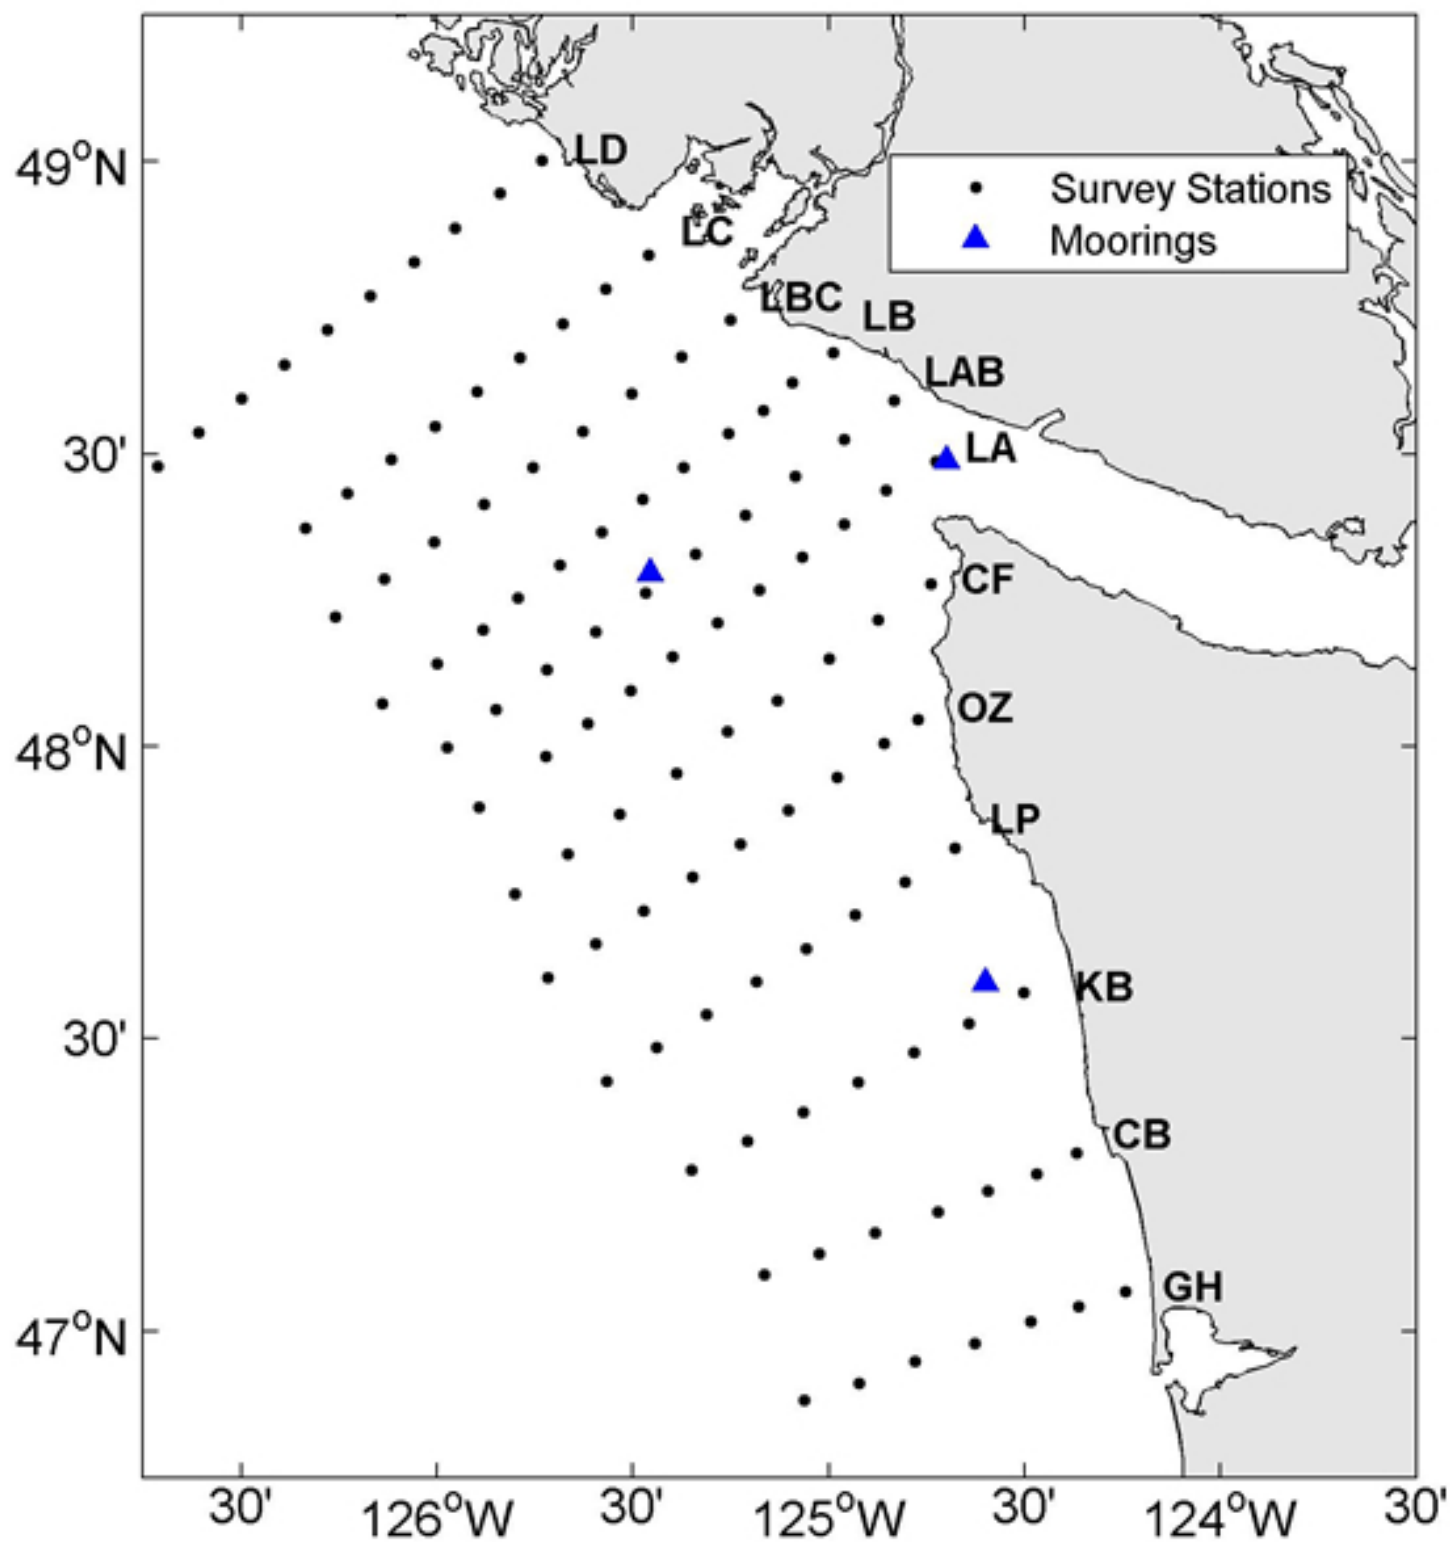 49°N
LD
Survey Stations
Moorings
LC
LBC
LB
LAB
30'
LA
CF
OZ
48°N
LP
KB
30'
CB
GH
47°N
30'
126°W
30'
125°W
30'
124°W
30'